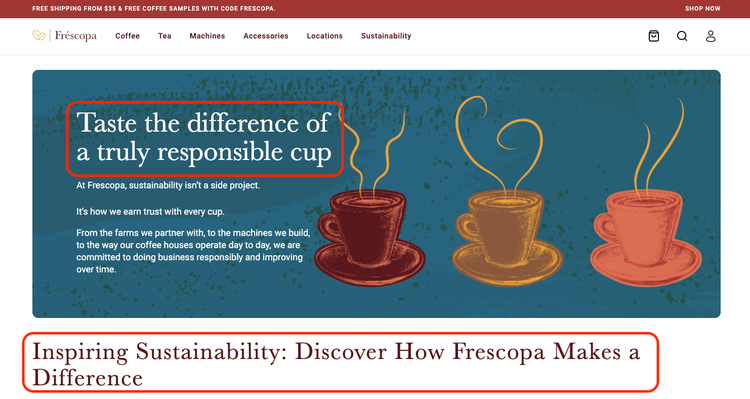 FREE SHIPPING FROM $35 & FREE COFFEE SAMPLES WITH CODE FRESCOPA.
SHOP NOW
Fréscopa
Coffee
Tea
Machines
Accessories
Locations
Sustainability
Taste the difference of
a truly responsible cup
At Frescopa, sustainability isn't a side project.
It's how we earn trust with every cup.
From the farms we partner with, to the machines we build,
to the way our coffee houses operate day to day, we are
committed to doing business responsibly and improving
over time.
Inspiring Sustainability: Discover How Frescopa Makes a
Difference